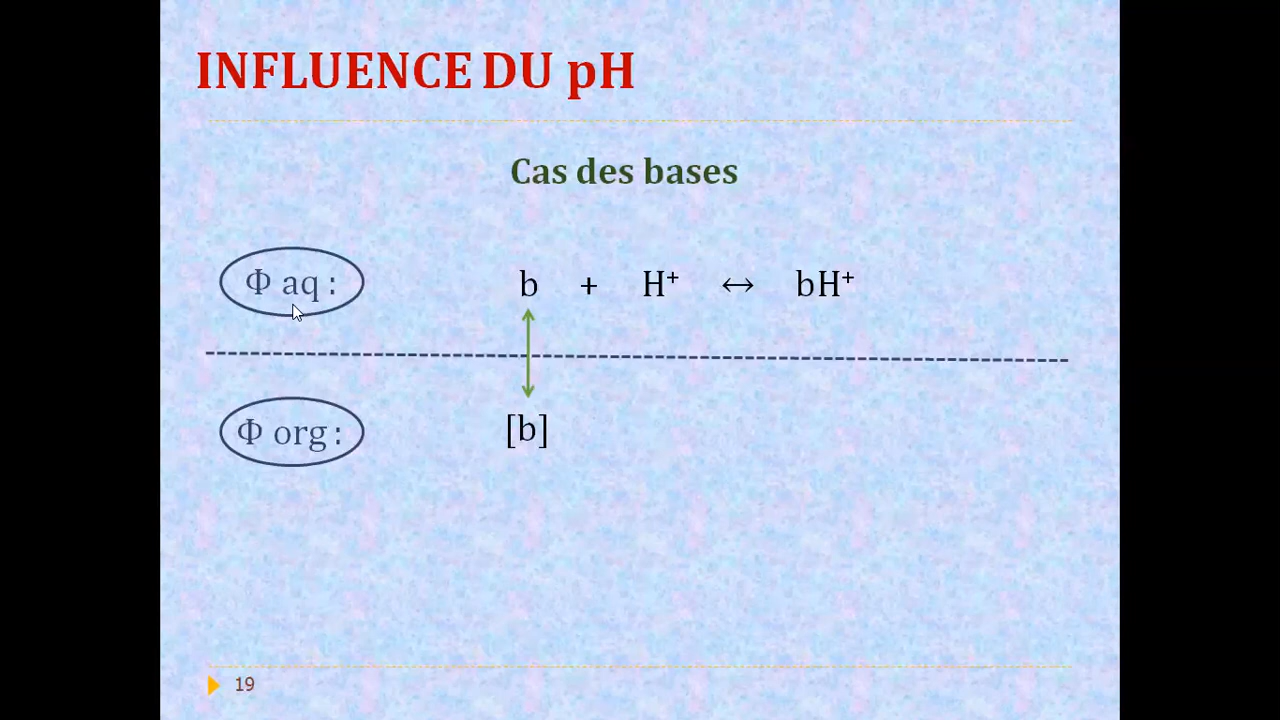 INFLUENCE DU pH
Cas des bases
Φ aq : b + H⁺ ↔ bH⁺
Φ org : [b]
19